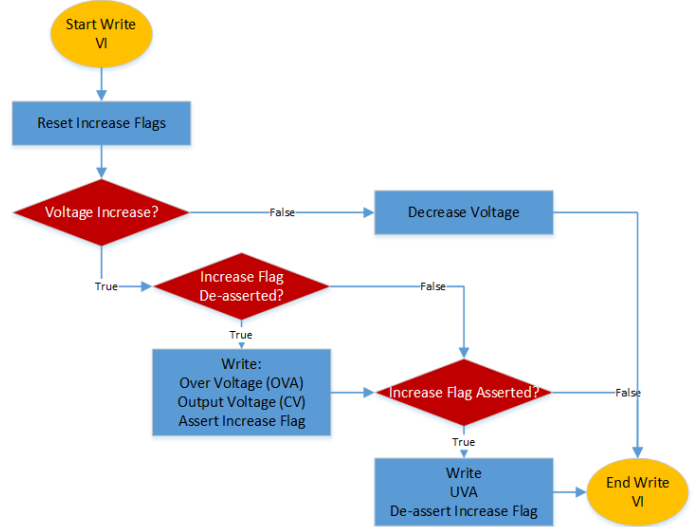 Start Write
VI
Reset Increase Flags
Voltage Increase?
False
Decrease Voltage
True
Increase Flag
De-asserted?
False
True
Write:
Over Voltage (OVA)
Output Voltage (CV)
Assert Increase Flag
Increase Flag Asserted?
False
True
Write
UVA
De-assert Increase Flag
End Write
VI